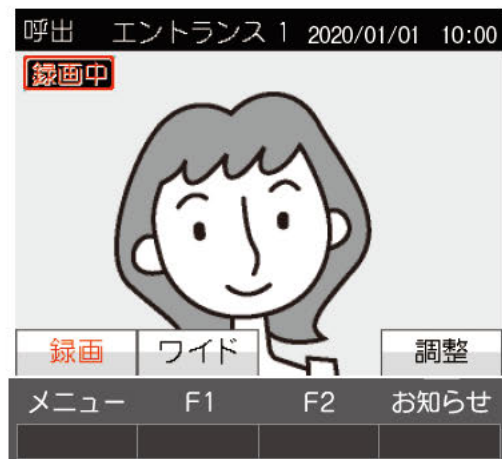 呼出 エントランス 1 2020/01/01 10:00
録画中
録画 ワイド 調整
メニュー F1 F2 お知らせ